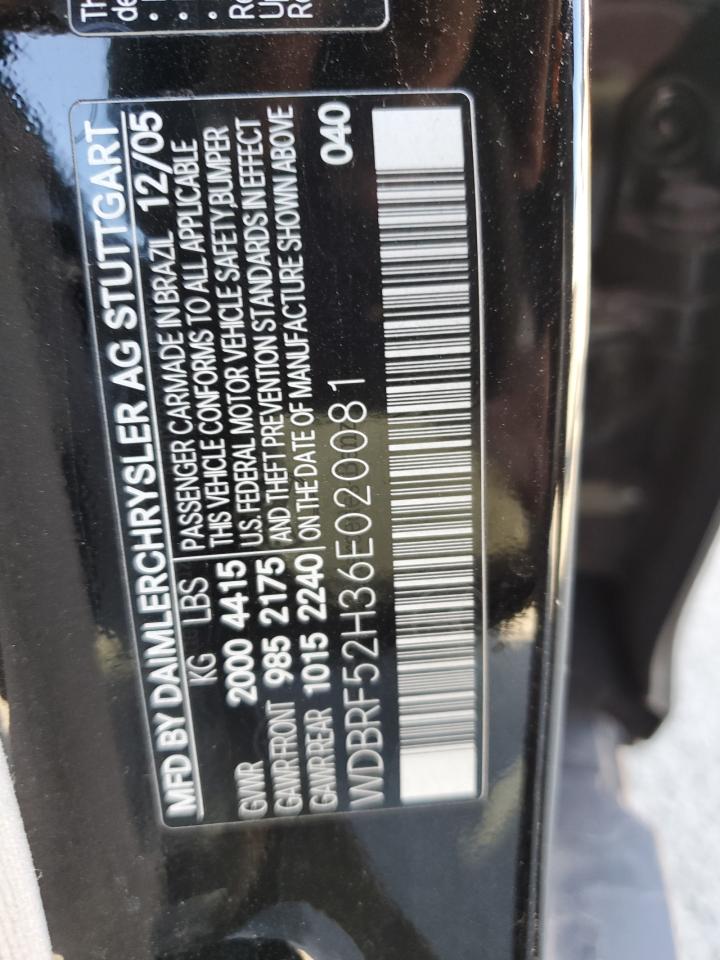 MFD BY DAIMLERCHRYSLER AG STUTTGART
KG LBS PASSENGER CAR MADE IN BRAZIL 12/05
GVWR 2000 4415 THIS VEHICLE CONFORMS TO ALL APPLICABLE
U.S. FEDERAL MOTOR VEHICLE SAFETY, BUMPER
GAWR FRONT 985 2175 AND THEFT PREVENTION STANDARDS IN EFFECT
GAWR REAR 1015 2240 ON THE DATE OF MANUFACTURE SHOWN ABOVE
WDBRF52H36E020081 040